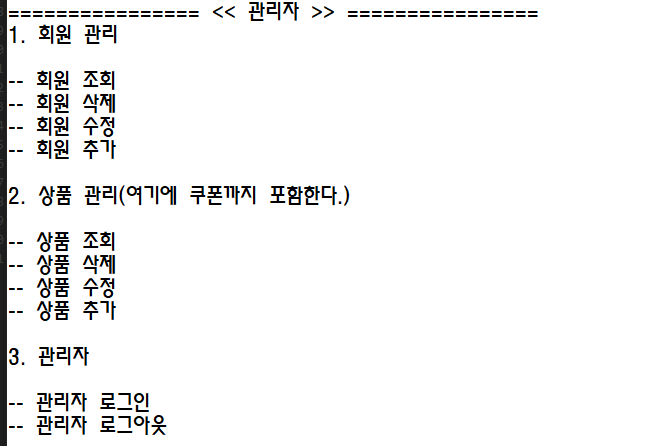 ================ << 관리자 >> ================
1. 회원 관리
-- 회원 조회
-- 회원 삭제
-- 회원 수정
-- 회원 추가
2. 상품 관리(여기에 쿠폰까지 포함한다.)
-- 상품 조회
-- 상품 삭제
-- 상품 수정
-- 상품 추가
3. 관리자
-- 관리자 로그인
-- 관리자 로그아웃